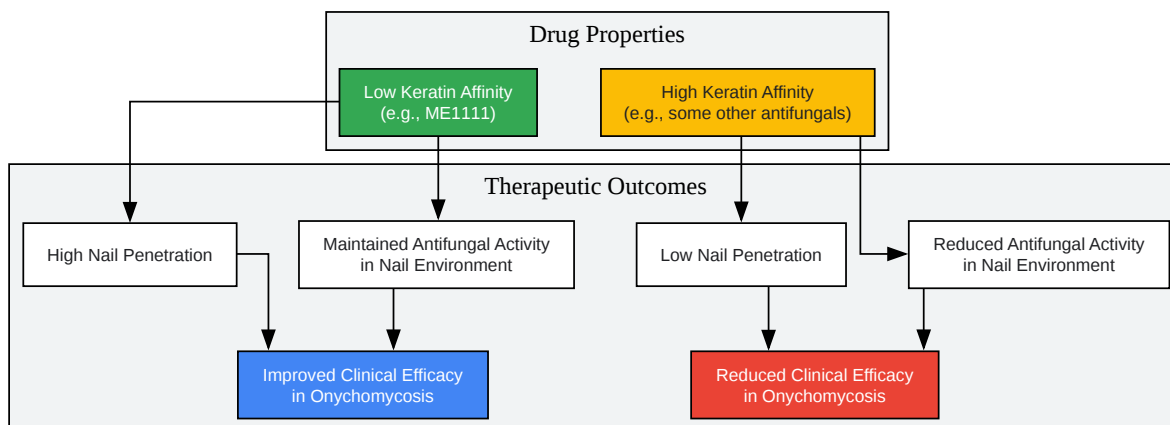 Drug Properties
Low Keratin Affinity
(e.g., ME1111)
High Keratin Affinity
(e.g., some other antifungals)
Therapeutic Outcomes
High Nail Penetration
Maintained Antifungal Activity
in Nail Environment
Low Nail Penetration
Reduced Antifungal Activity
in Nail Environment
Improved Clinical Efficacy
in Onychomycosis
Reduced Clinical Efficacy
in Onychomycosis